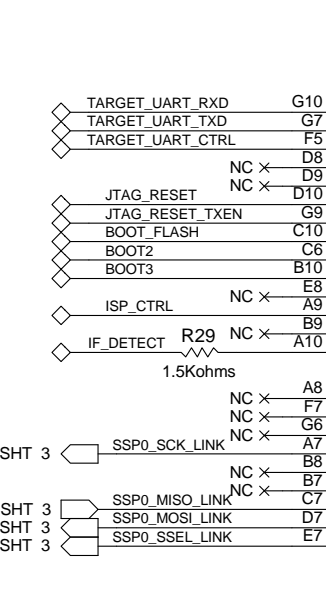 TARGET_UART_RXD G10
TARGET_UART_TXD G7
TARGET_UART_CTRL F5
NC D8
NC D9
JTAG_RESET D10
JTAG_RESET_TXEN G9
BOOT_FLASH C10
BOOT2 C6
BOOT3 B10
NC E8
ISP_CTRL A9
NC B9
IF_DETECT R29 A10
1.5Kohms
NC A8
NC F7
NC G6
SHT 3 SSP0_SCK_LINK A7
NC B8
NC B7
SHT 3 SSP0_MISO_LINK C7
SHT 3 SSP0_MOSI_LINK D7
SHT 3 SSP0_SSEL_LINK E7